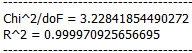 Chi^2/doF = 3.22841854490272
R^2 = 0.999970925656695